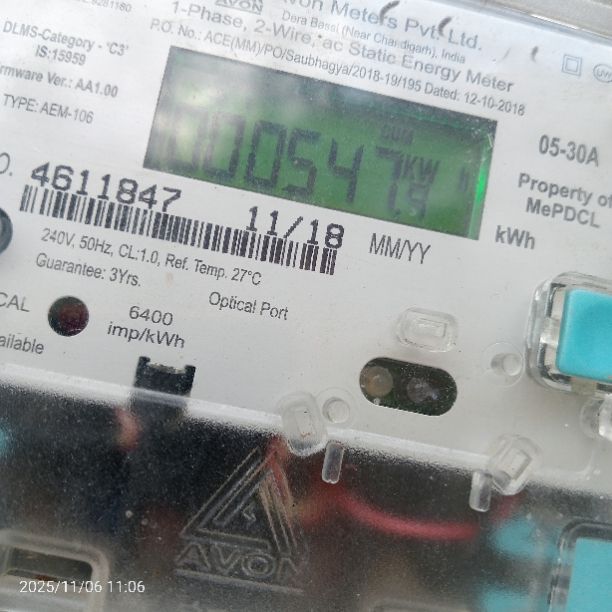 AVON
Avon Meters Pvt. Ltd.
Dera Bassi (Near Chandigarh), India
1-Phase, 2-Wire, ac Static Energy Meter
P.O. No.: ACE(MM)/PO/Saubhagya/2018-19/195 Dated: 12-10-2018
DLMS-Category - 'C3'
IS:15959
Firmware Ver.: AA1.00
TYPE: AEM-106
CUM
KW
05-30A
Property of
MePDCL
kWh
4611847
11/18
MM/YY
240V, 50Hz, CL:1.0, Ref. Temp. 27°C
Guarantee: 3Yrs.
Optical Port
CAL
6400
imp/kWh
AVON
2025/11/06 11:06